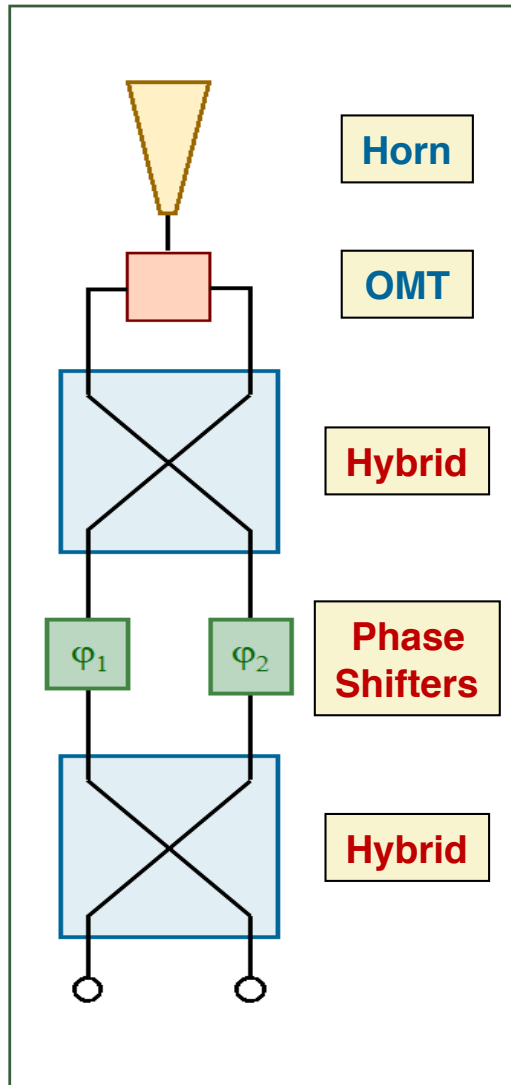 Horn
OMT
Hybrid
φ₁
φ₂
Phase
Shifters
Hybrid